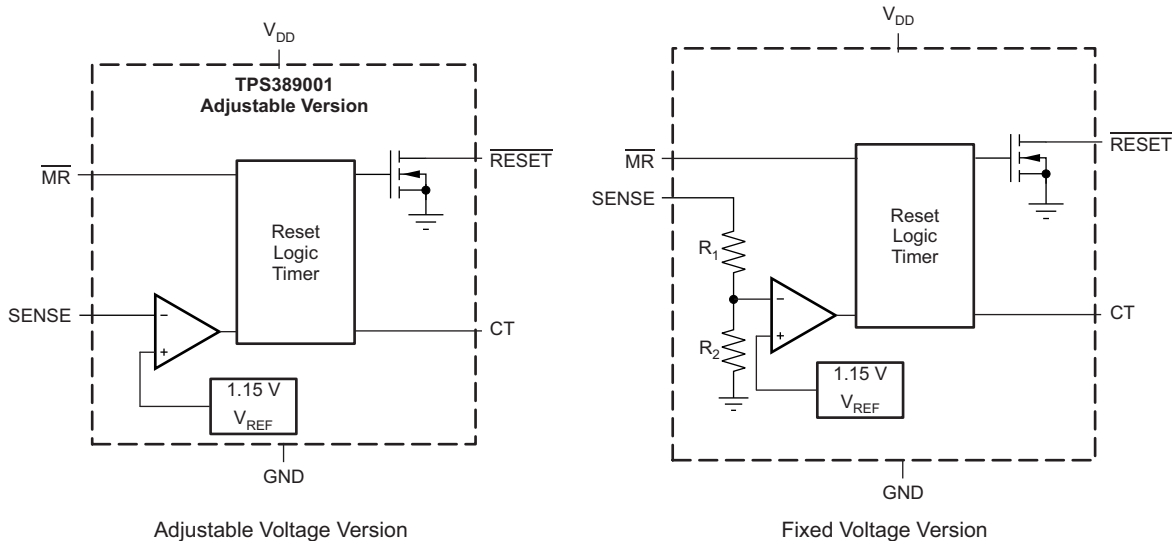 V_DD
TPS389001
Adjustable Version
MR
SENSE
Reset
Logic
Timer
1.15 V
V_REF
RESET
CT
GND
−
+
Adjustable Voltage Version
V_DD
MR
SENSE
R_1
R_2
Reset
Logic
Timer
1.15 V
V_REF
RESET
CT
GND
−
+
Fixed Voltage Version